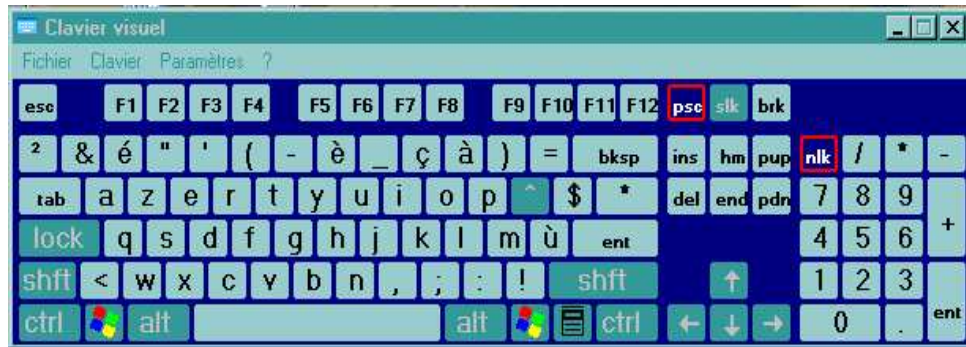 Clavier visuel
Fichier Clavier Paramètres ?
esc F1 F2 F3 F4 F5 F6 F7 F8 F9 F10 F11 F12 psc slk brk
² & é " ' ( - è _ ç à ) = bksp ins hm pup nlk / * -
tab a z e r t y u i o p ^ $ * del end pdn 7 8 9 +
lock q s d f g h j k l m ù ent 4 5 6
shft < w x c v b n , ; : ! shft ↑ 1 2 3 ent
ctrl alt alt ctrl ← ↓ → 0 .